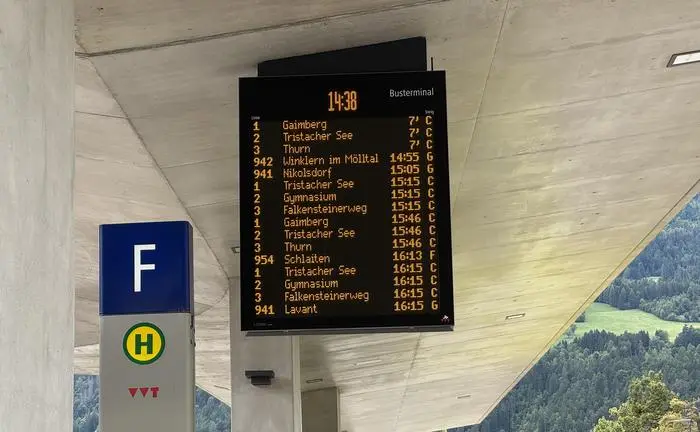 14:38 Busterminal
1 Gaimberg 7' C
2 Tristacher See 7' C
3 Thurn 7' C
942 Winklern im Mölltal 14:55 G
941 Nikolsdorf 15:05 G
1 Tristacher See 15:15 C
2 Gymnasium 15:15 C
3 Falkensteinerweg 15:15 C
1 Gaimberg 15:46 C
2 Tristacher See 15:46 C
3 Thurn 15:46 C
954 Schlaiten 16:13 F
1 Tristacher See 16:15 C
2 Gymnasium 16:15 C
3 Falkensteinerweg 16:15 C
941 Lavant 16:15 G
F
H
VVT